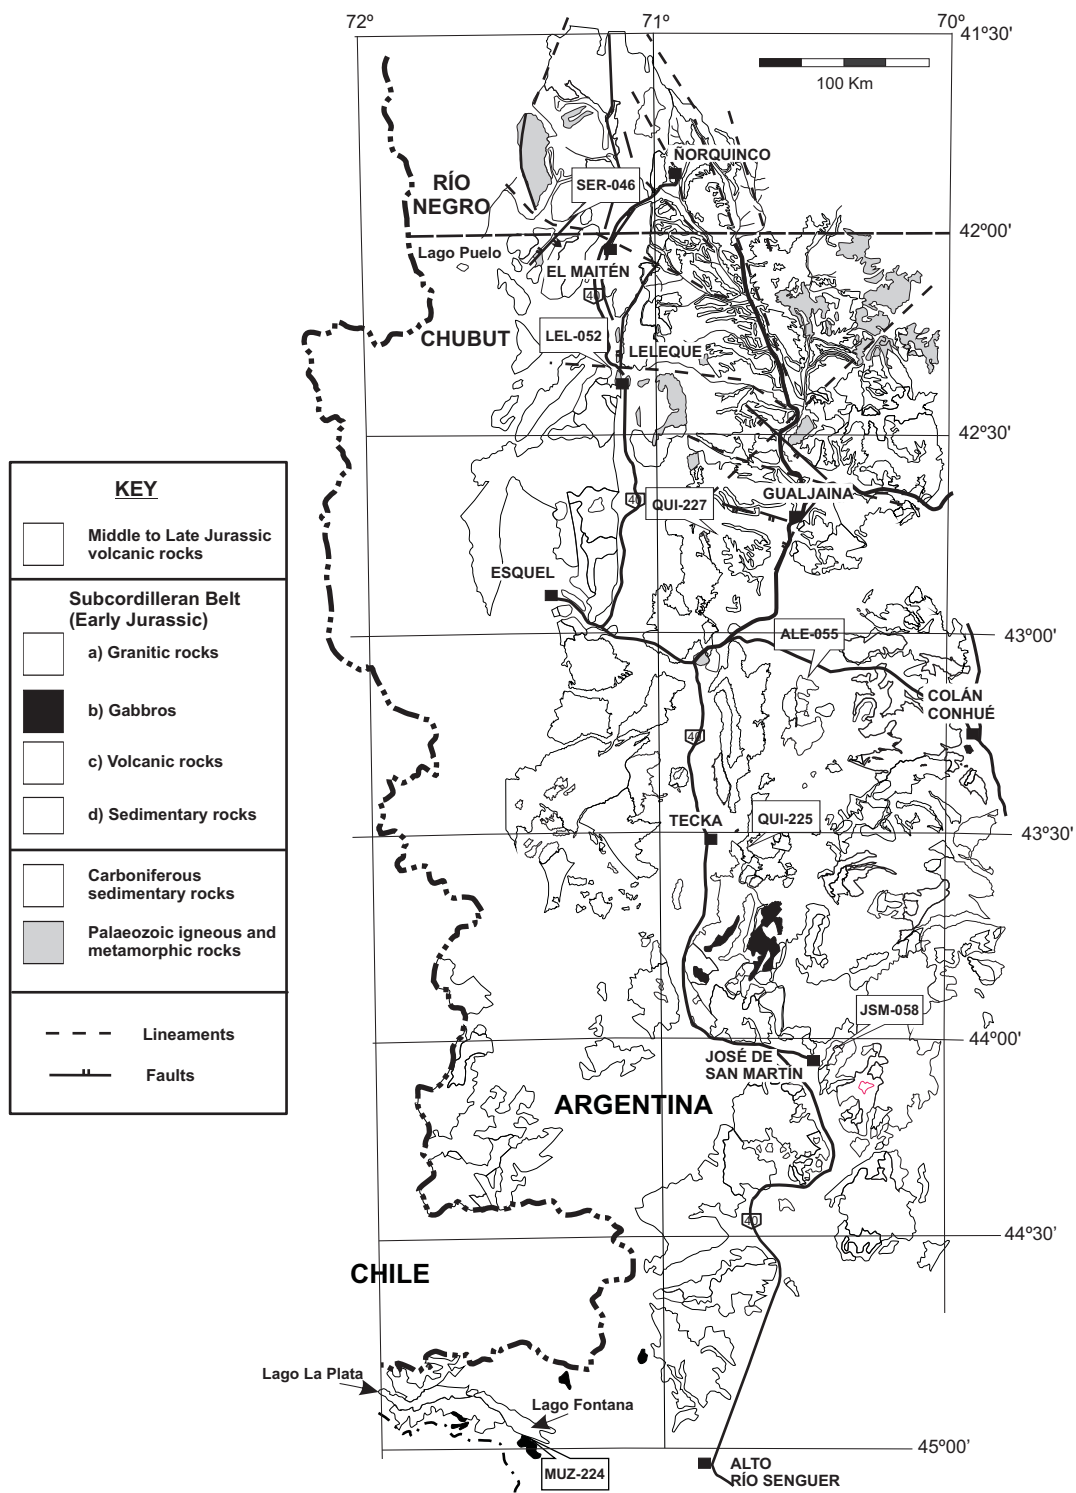 72º
71º
70º
41º30'
100 Km
ÑORQUINCO
SER-046
RÍO
NEGRO
42º00'
Lago Puelo
EL MAITÉN
40
CHUBUT
LEL-052
LELEQUE
42º30'
KEY
Middle to Late Jurassic
volcanic rocks
Subcordilleran Belt
(Early Jurassic)
a) Granitic rocks
b) Gabbros
c) Volcanic rocks
d) Sedimentary rocks
Carboniferous
sedimentary rocks
Palaeozoic igneous and
metamorphic rocks
Lineaments
Faults
40
QUI-227
GUALJAINA
ESQUEL
ALE-055
43º00'
COLÁN
CONHUÉ
40
TECKA
QUI-225
43º30'
JSM-058
44º00'
JOSÉ DE
SAN MARTÍN
ARGENTINA
40
44º30'
CHILE
Lago La Plata
Lago Fontana
45º00'
MUZ-224
ALTO
RÍO SENGUER